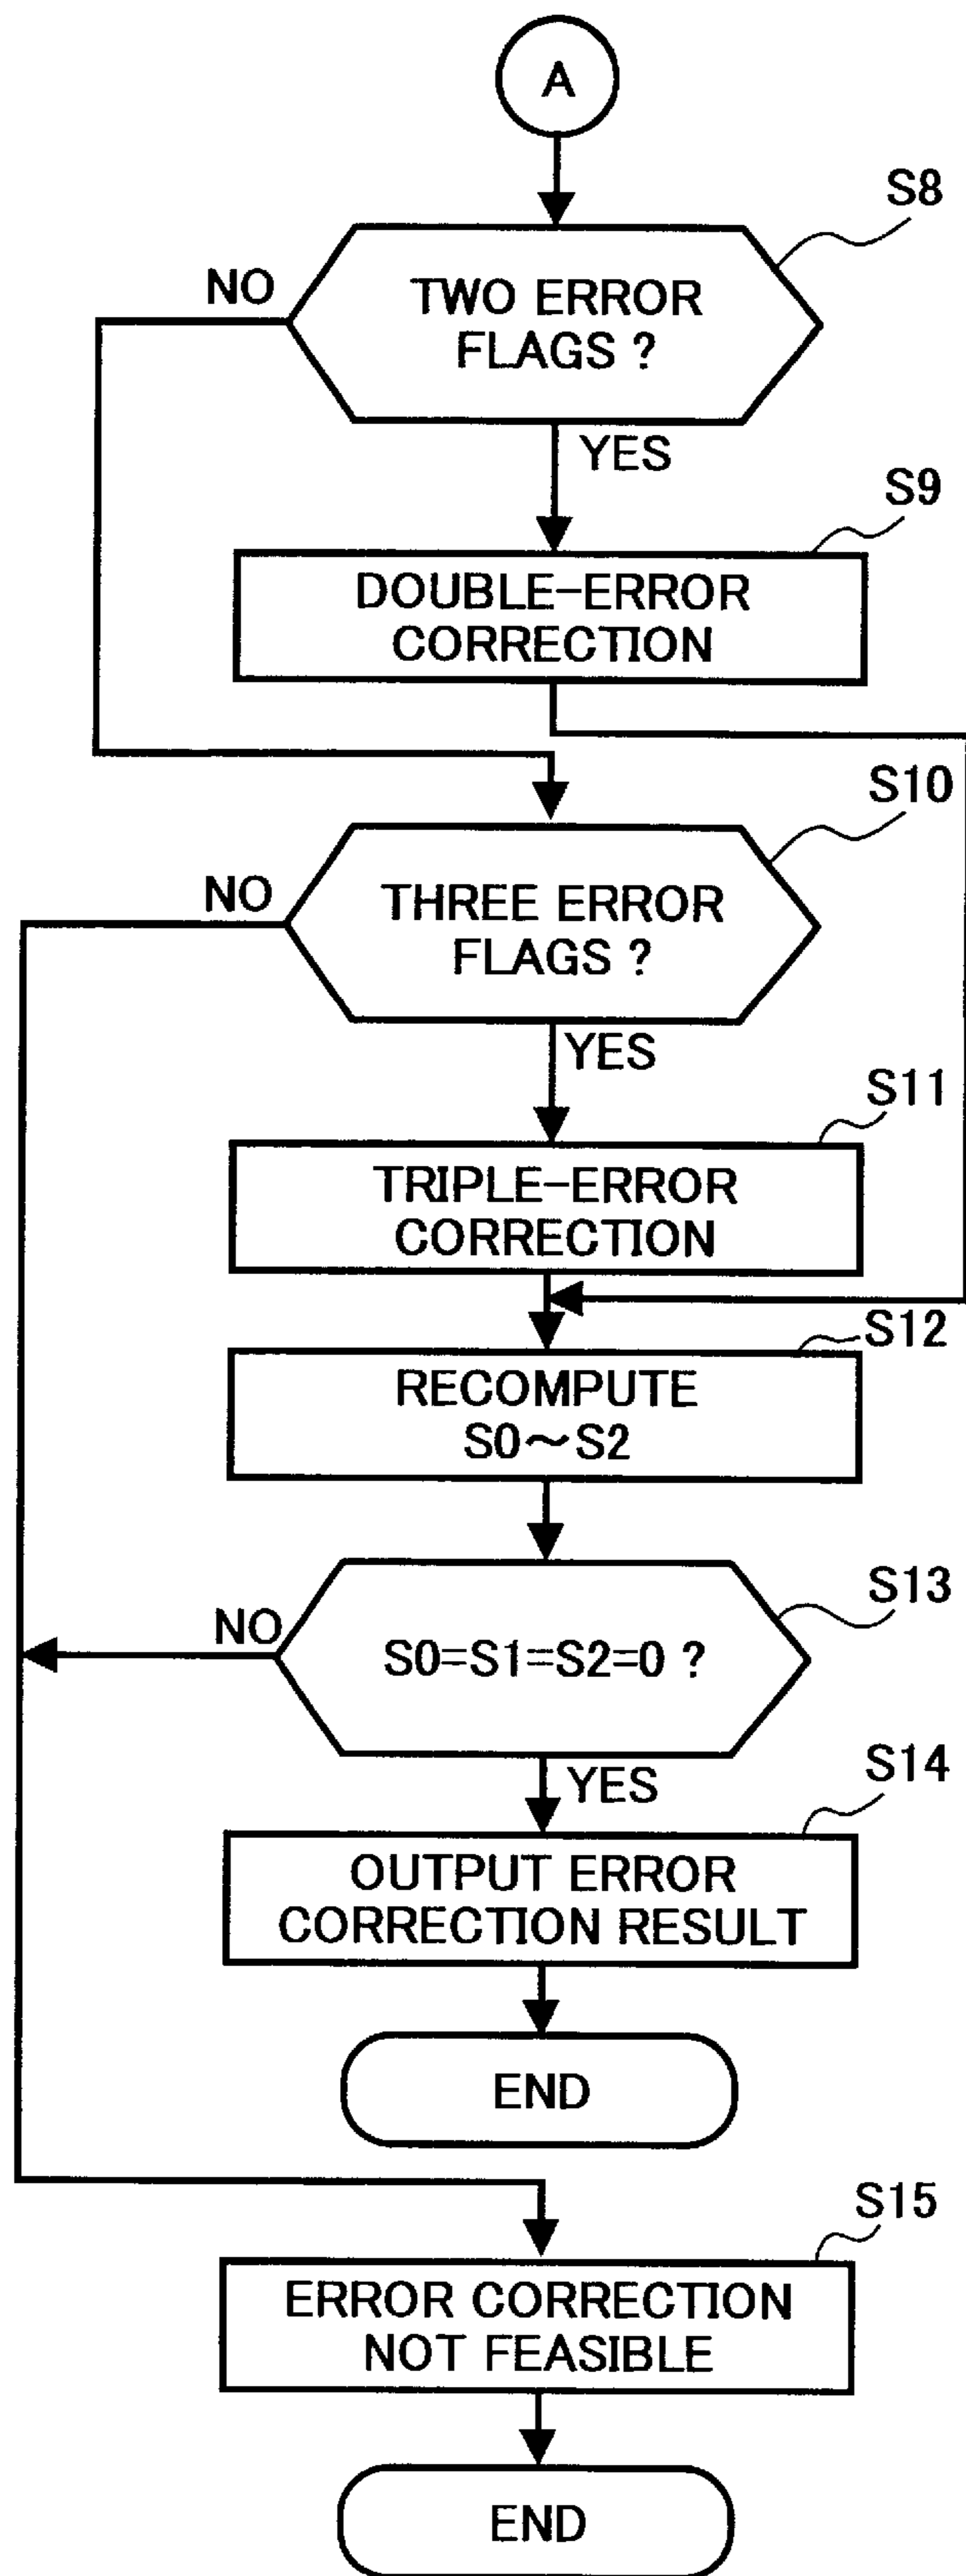 A
S8
NO
TWO ERROR
FLAGS ?
YES
S9
DOUBLE-ERROR
CORRECTION
S10
NO
THREE ERROR
FLAGS ?
YES
S11
TRIPLE-ERROR
CORRECTION
S12
RECOMPUTE
S0～S2
S13
NO
S0=S1=S2=0 ?
YES
S14
OUTPUT ERROR
CORRECTION RESULT
END
S15
ERROR CORRECTION
NOT FEASIBLE
END